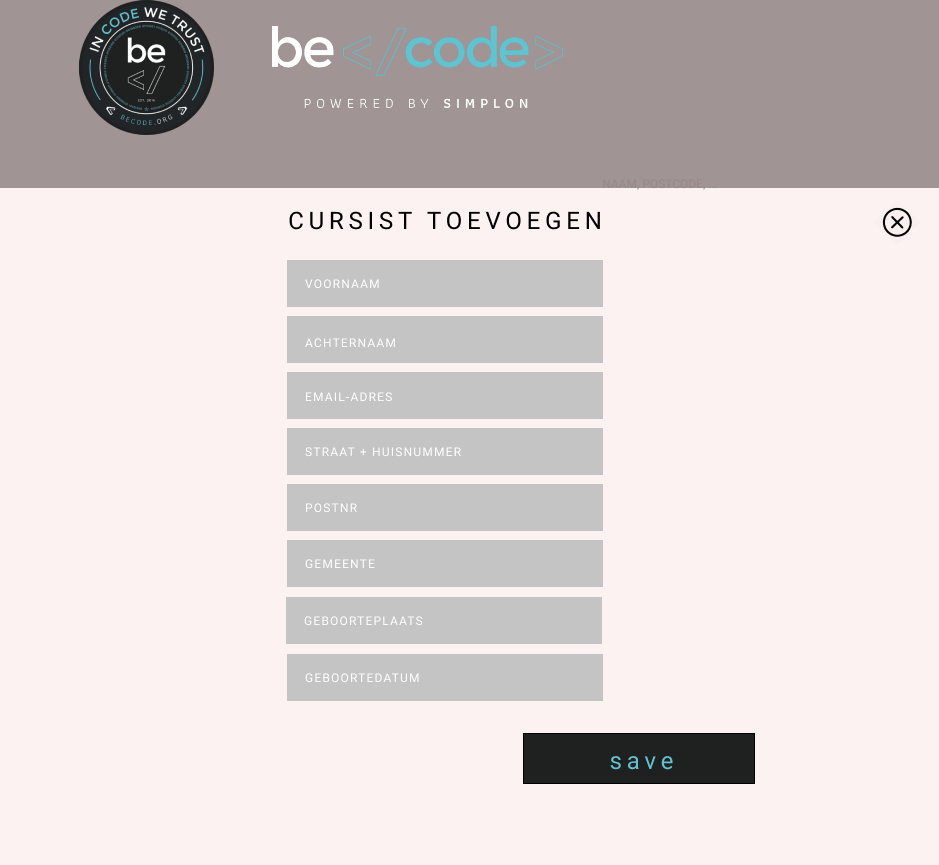 IN CODE WE TRUST
be
</>
EST. 2016
BECODE.ORG
be </code>
POWERED BY SIMPLON
NAAM, POSTCODE,
CURSIST TOEVOEGEN
VOORNAAM
ACHTERNAAM
EMAIL-ADRES
STRAAT + HUISNUMMER
POSTNR
GEMEENTE
GEBOORTEPLAATS
GEBOORTEDATUM
save